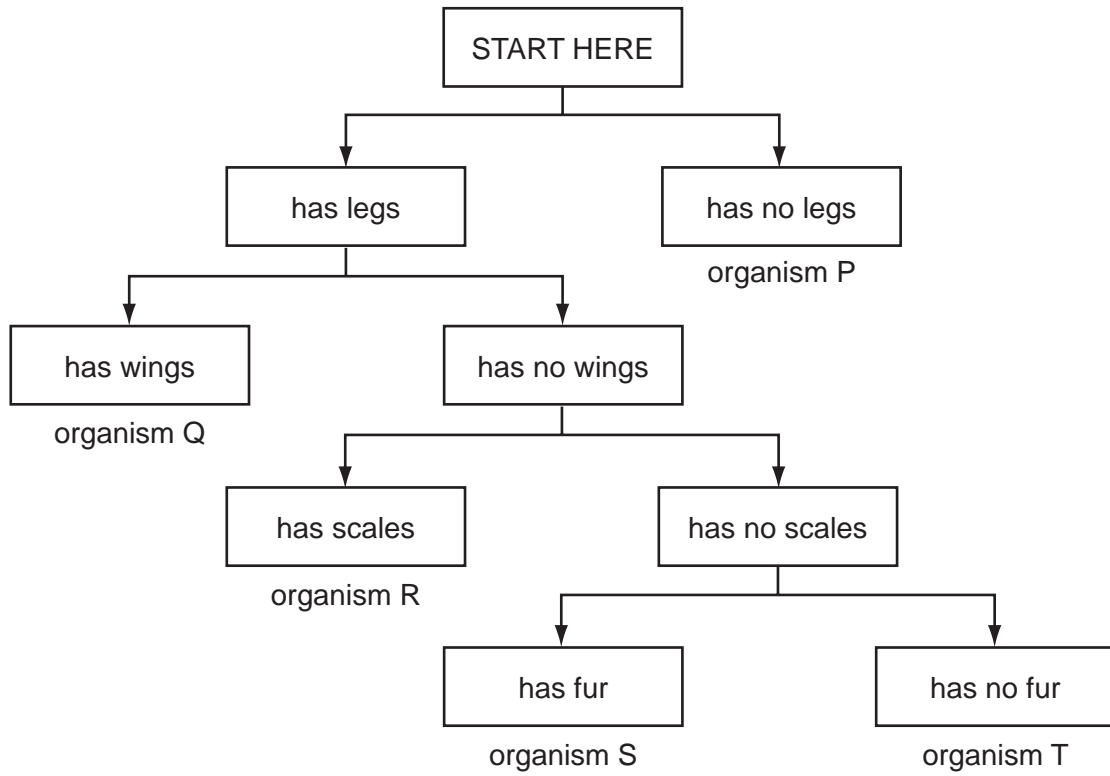 START HERE
has legs
has no legs
organism P
has wings
has no wings
organism Q
has scales
has no scales
organism R
has fur
has no fur
organism S
organism T